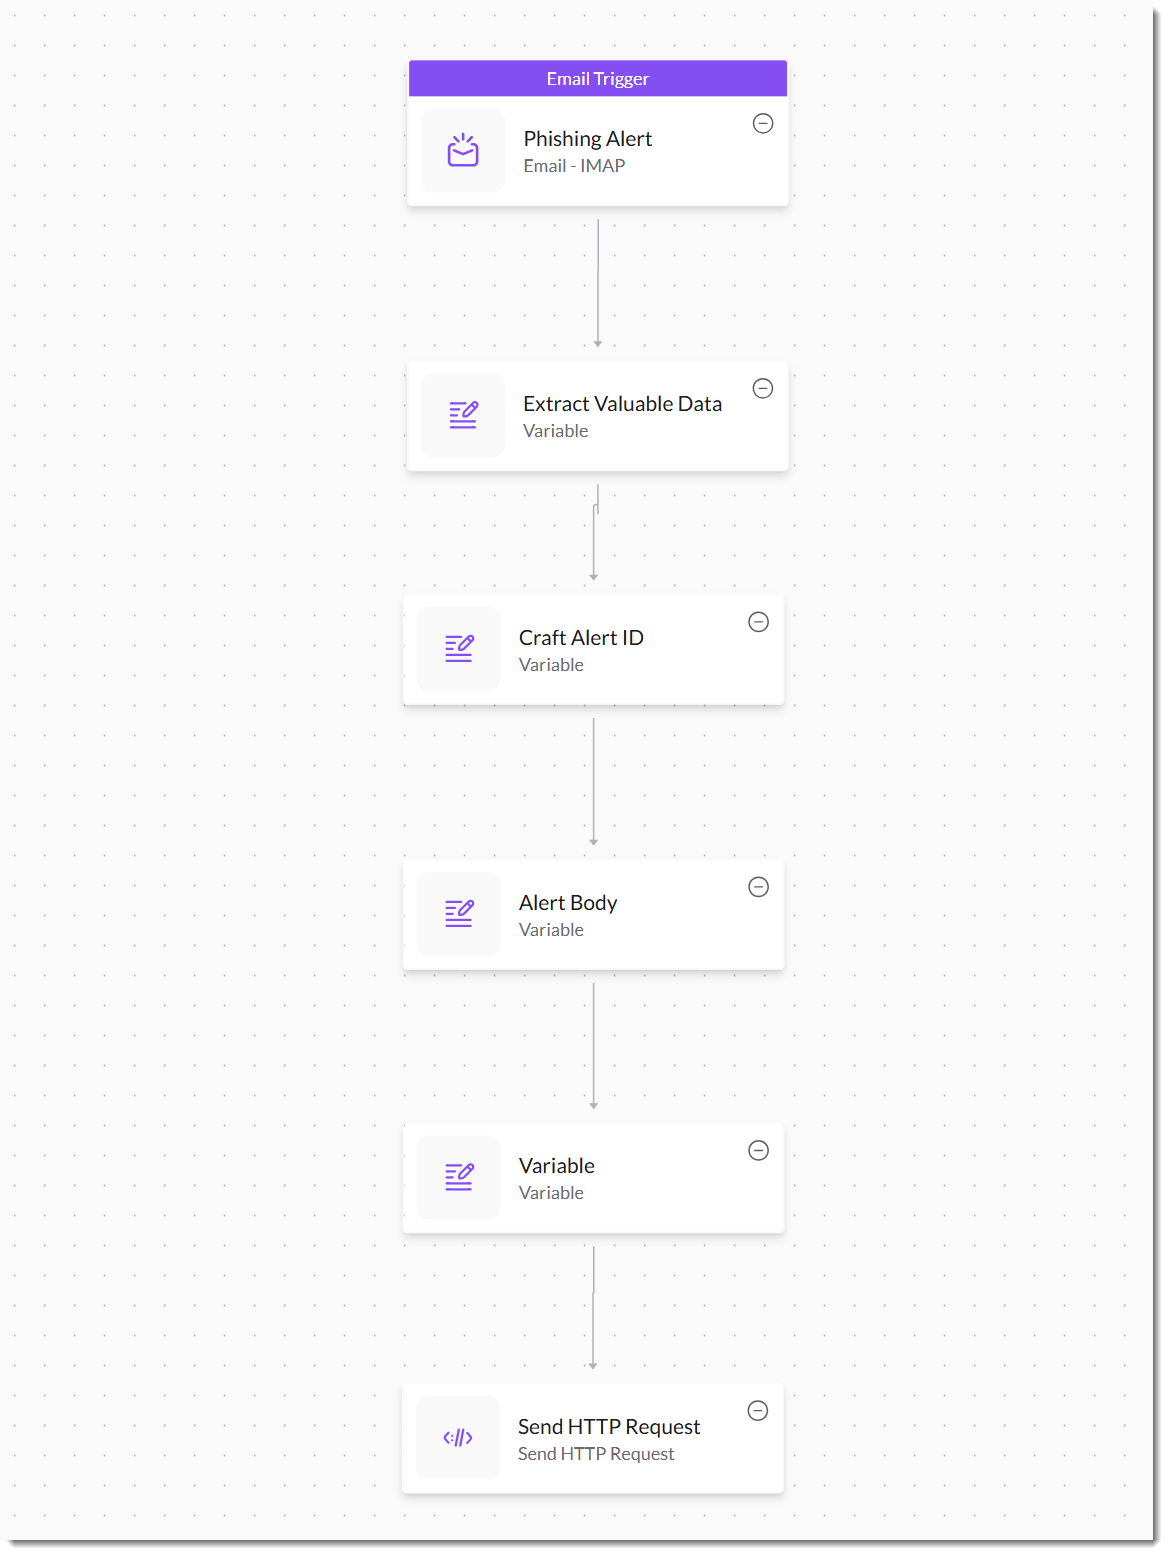 Email Trigger
Phishing Alert
Email - IMAP
Extract Valuable Data
Variable
Craft Alert ID
Variable
Alert Body
Variable
Variable
Variable
Send HTTP Request
Send HTTP Request